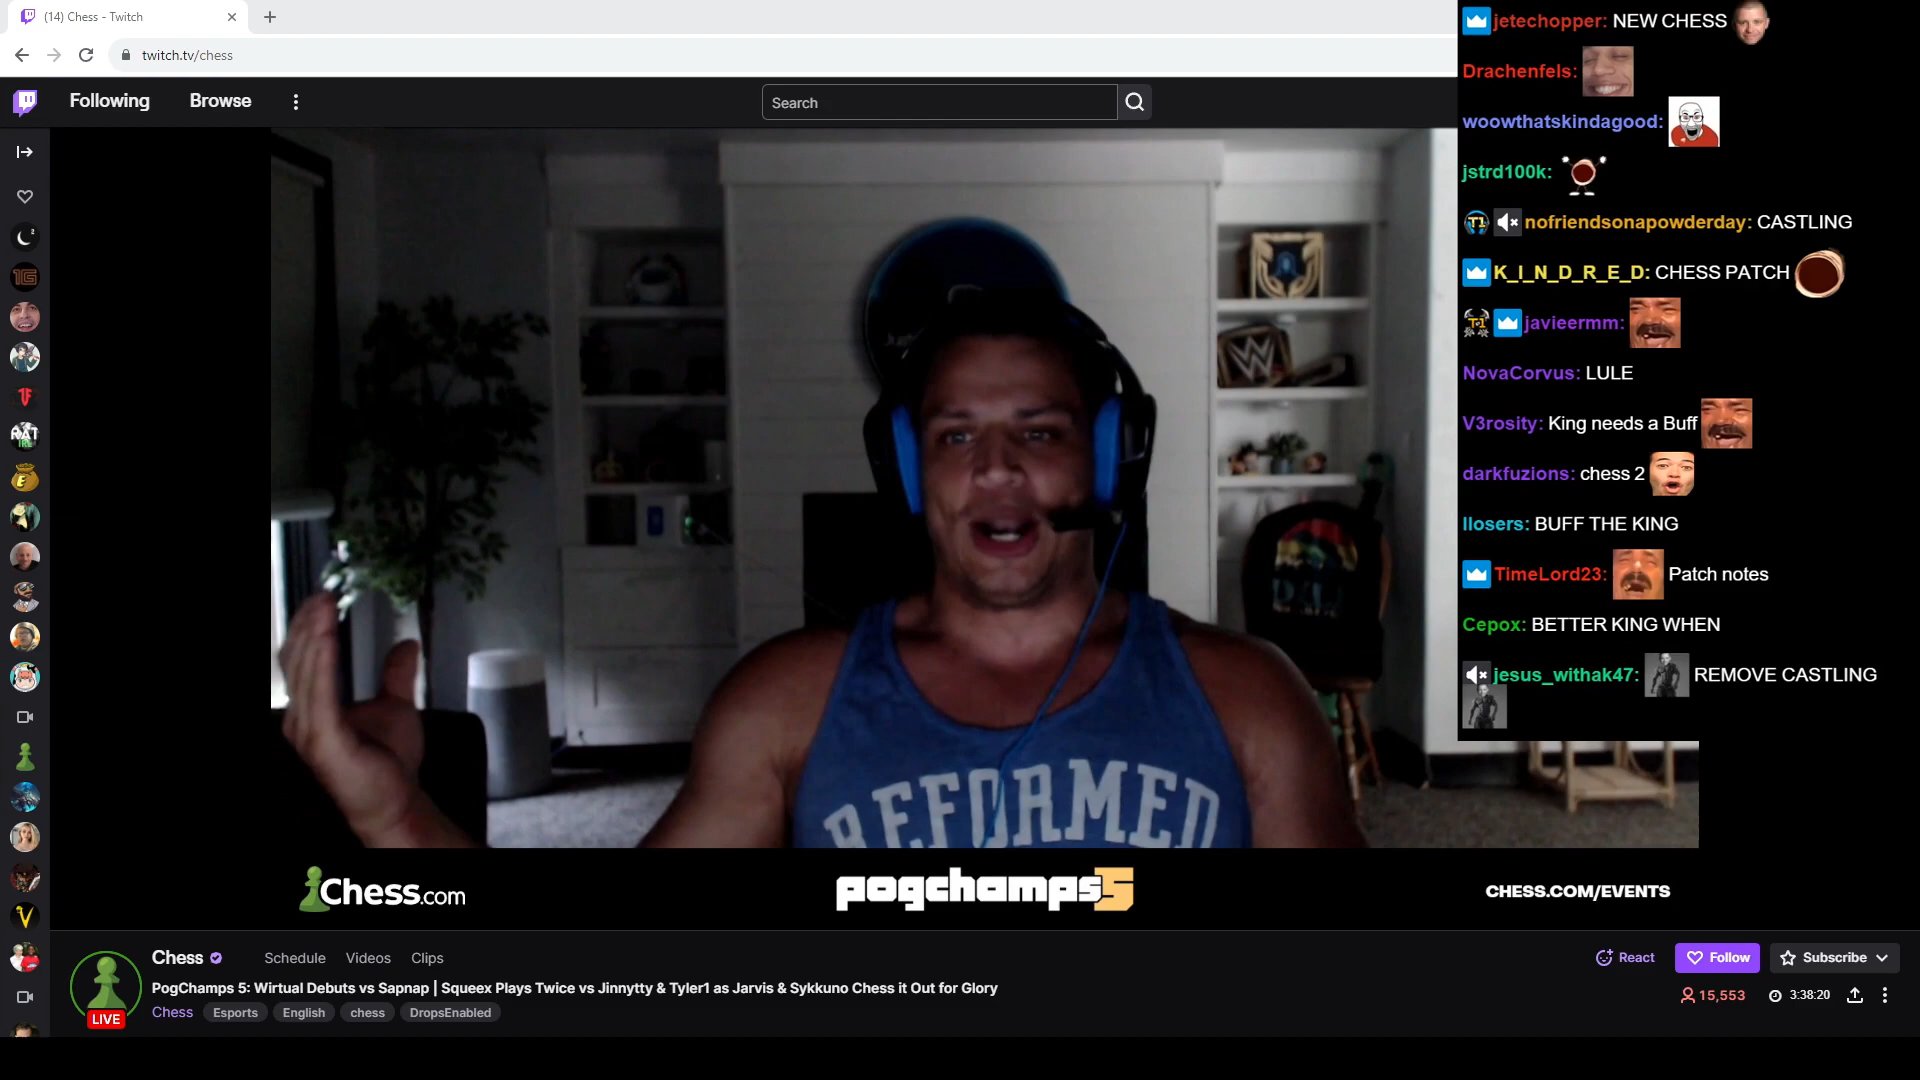 (14) Chess - Twitch
twitch.tv/chess
Following Browse
Search
jetechopper: NEW CHESS
Drachenfels:
woowthatskindagood:
jstrd100k:
T1 nofriendsonapowderday: CASTLING
K_I_N_D_R_E_D: CHESS PATCH
T1 javieermm:
NovaCorvus: LULE
V3rosity: King needs a Buff
darkfuzions: chess 2
llosers: BUFF THE KING
TimeLord23: Patch notes
Cepox: BETTER KING WHEN
jesus_withak47: REMOVE CASTLING
RAT
W
REFORMED
Chess.com
pogchamps5
CHESS.COM/EVENTS
Chess Schedule Videos Clips
React Follow Subscribe
PogChamps 5: Wirtual Debuts vs Sapnap | Squeex Plays Twice vs Jinnytty & Tyler1 as Jarvis & Sykkuno Chess it Out for Glory
15,553 3:38:20
Chess Esports English chess DropsEnabled
LIVE